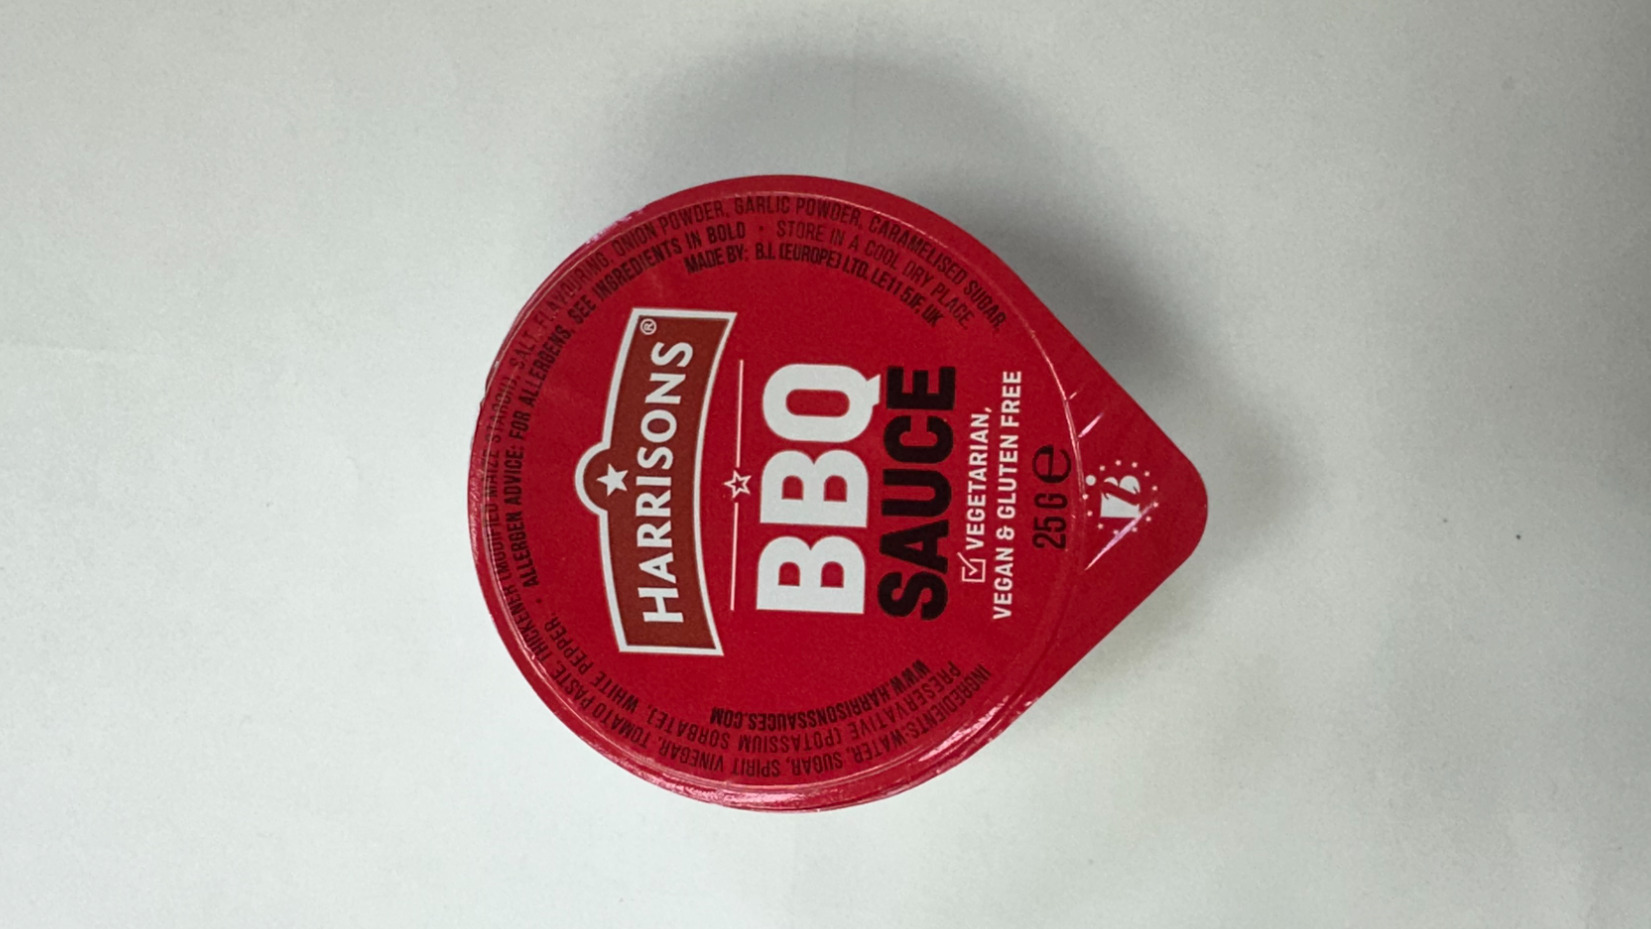 HARRISONS®
BBQ
SAUCE
VEGETARIAN,
VEGAN & GLUTEN FREE
25G e
INGREDIENTS: WATER, SUGAR, SPIRIT VINEGAR, TOMATO PASTE, THICKENER (MODIFIED MAIZE STARCH), SALT, FLAVOURING, ONION POWDER, GARLIC POWDER, CARAMELISED SUGAR,
PRESERVATIVE (POTASSIUM SORBATE), WHITE PEPPER. • ALLERGEN ADVICE: FOR ALLERGENS, SEE INGREDIENTS IN BOLD • STORE IN A COOL DRY PLACE.
WWW.HARRISONSSAUCES.COM
MADE BY: B.I. (EUROPE) LTD, LE11 5JF, UK